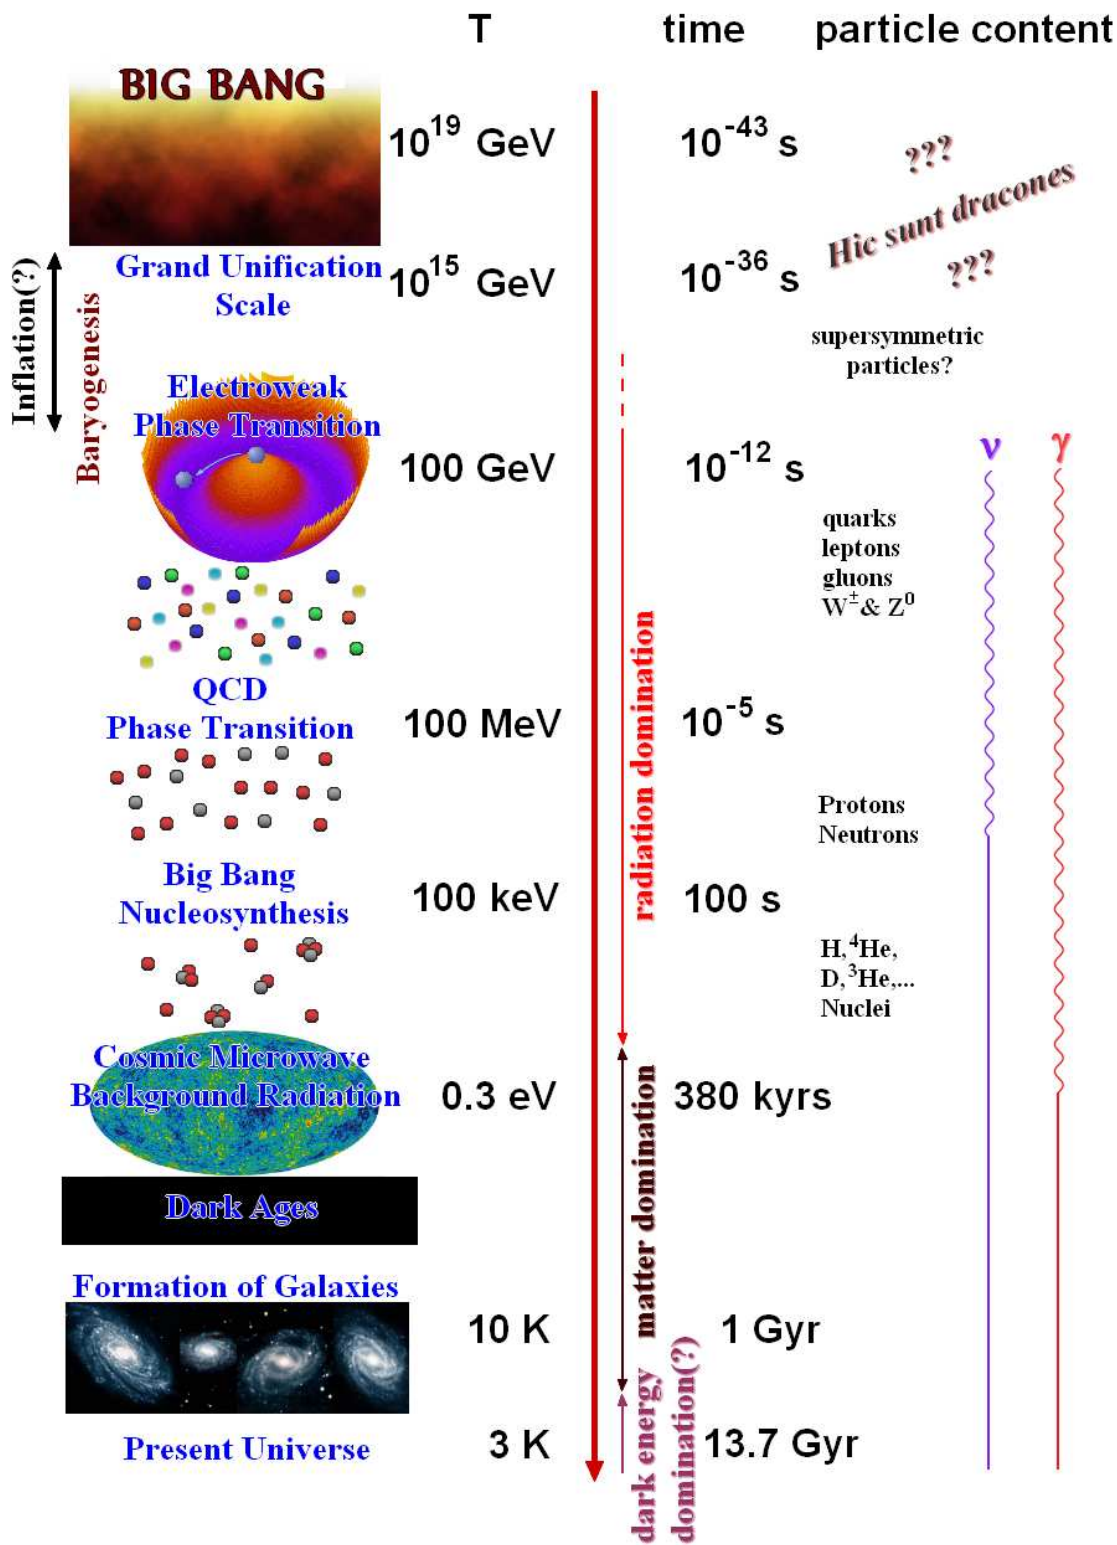 T time particle content
BIG BANG
10^19 GeV 10^-43 s
???
Hic sunt dracones
???
Inflation(?)
Baryogenesis
Grand Unification
Scale
10^15 GeV 10^-36 s
supersymmetric
particles?
Electroweak
Phase Transition
100 GeV 10^-12 s
ν γ
quarks
leptons
gluons
W^± & Z^0
radiation domination
QCD
Phase Transition
100 MeV 10^-5 s
Protons
Neutrons
Big Bang
Nucleosynthesis
100 keV 100 s
H,^4He,
D,^3He,...
Nuclei
Cosmic Microwave
Background Radiation
0.3 eV 380 kyrs
matter domination
Dark Ages
Formation of Galaxies
10 K 1 Gyr
dark energy
domination(?)
Present Universe
3 K 13.7 Gyr